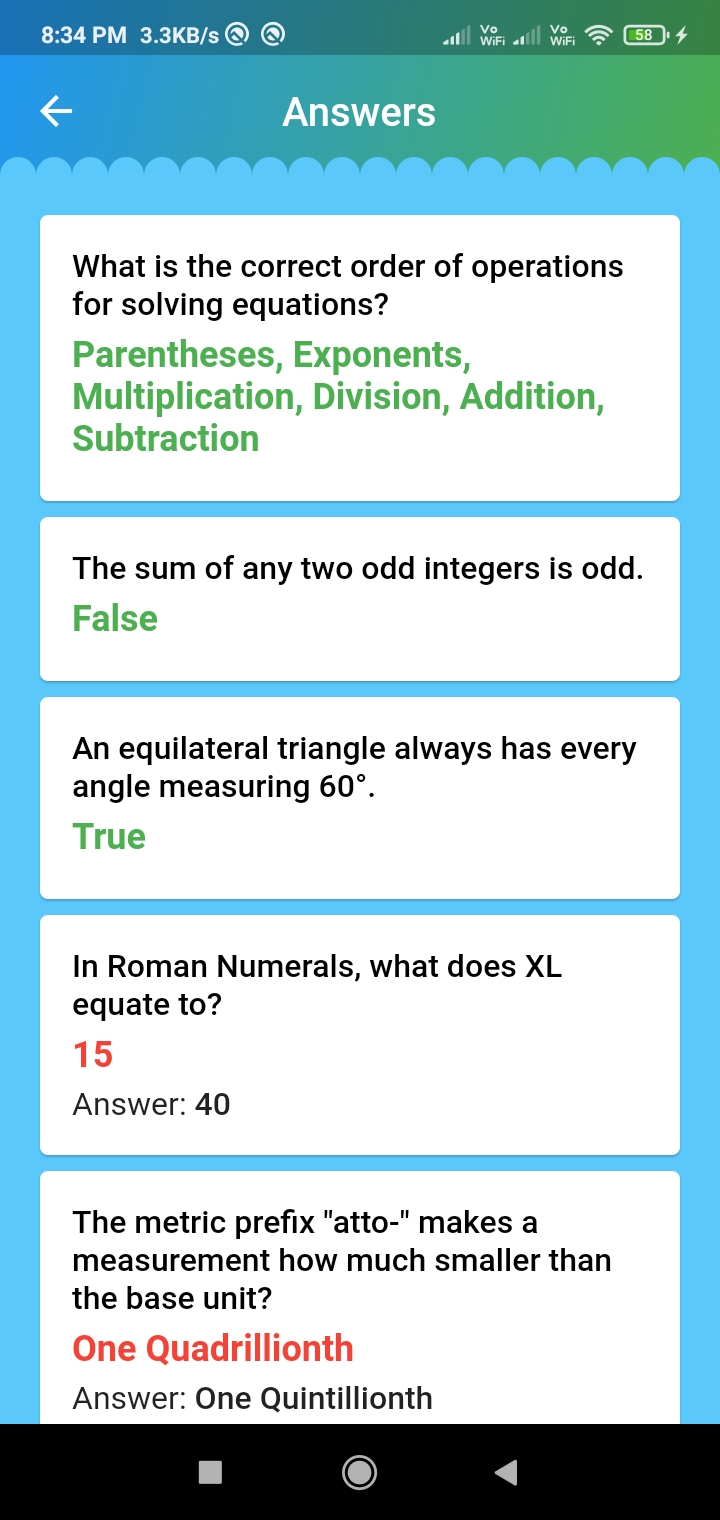 8:34 PM 3.3KB/s Vo WiFi Vo WiFi 58
Answers
What is the correct order of operations
for solving equations?
Parentheses, Exponents,
Multiplication, Division, Addition,
Subtraction
The sum of any two odd integers is odd.
False
An equilateral triangle always has every
angle measuring 60°.
True
In Roman Numerals, what does XL
equate to?
15
Answer: 40
The metric prefix "atto-" makes a
measurement how much smaller than
the base unit?
One Quadrillionth
Answer: One Quintillionth